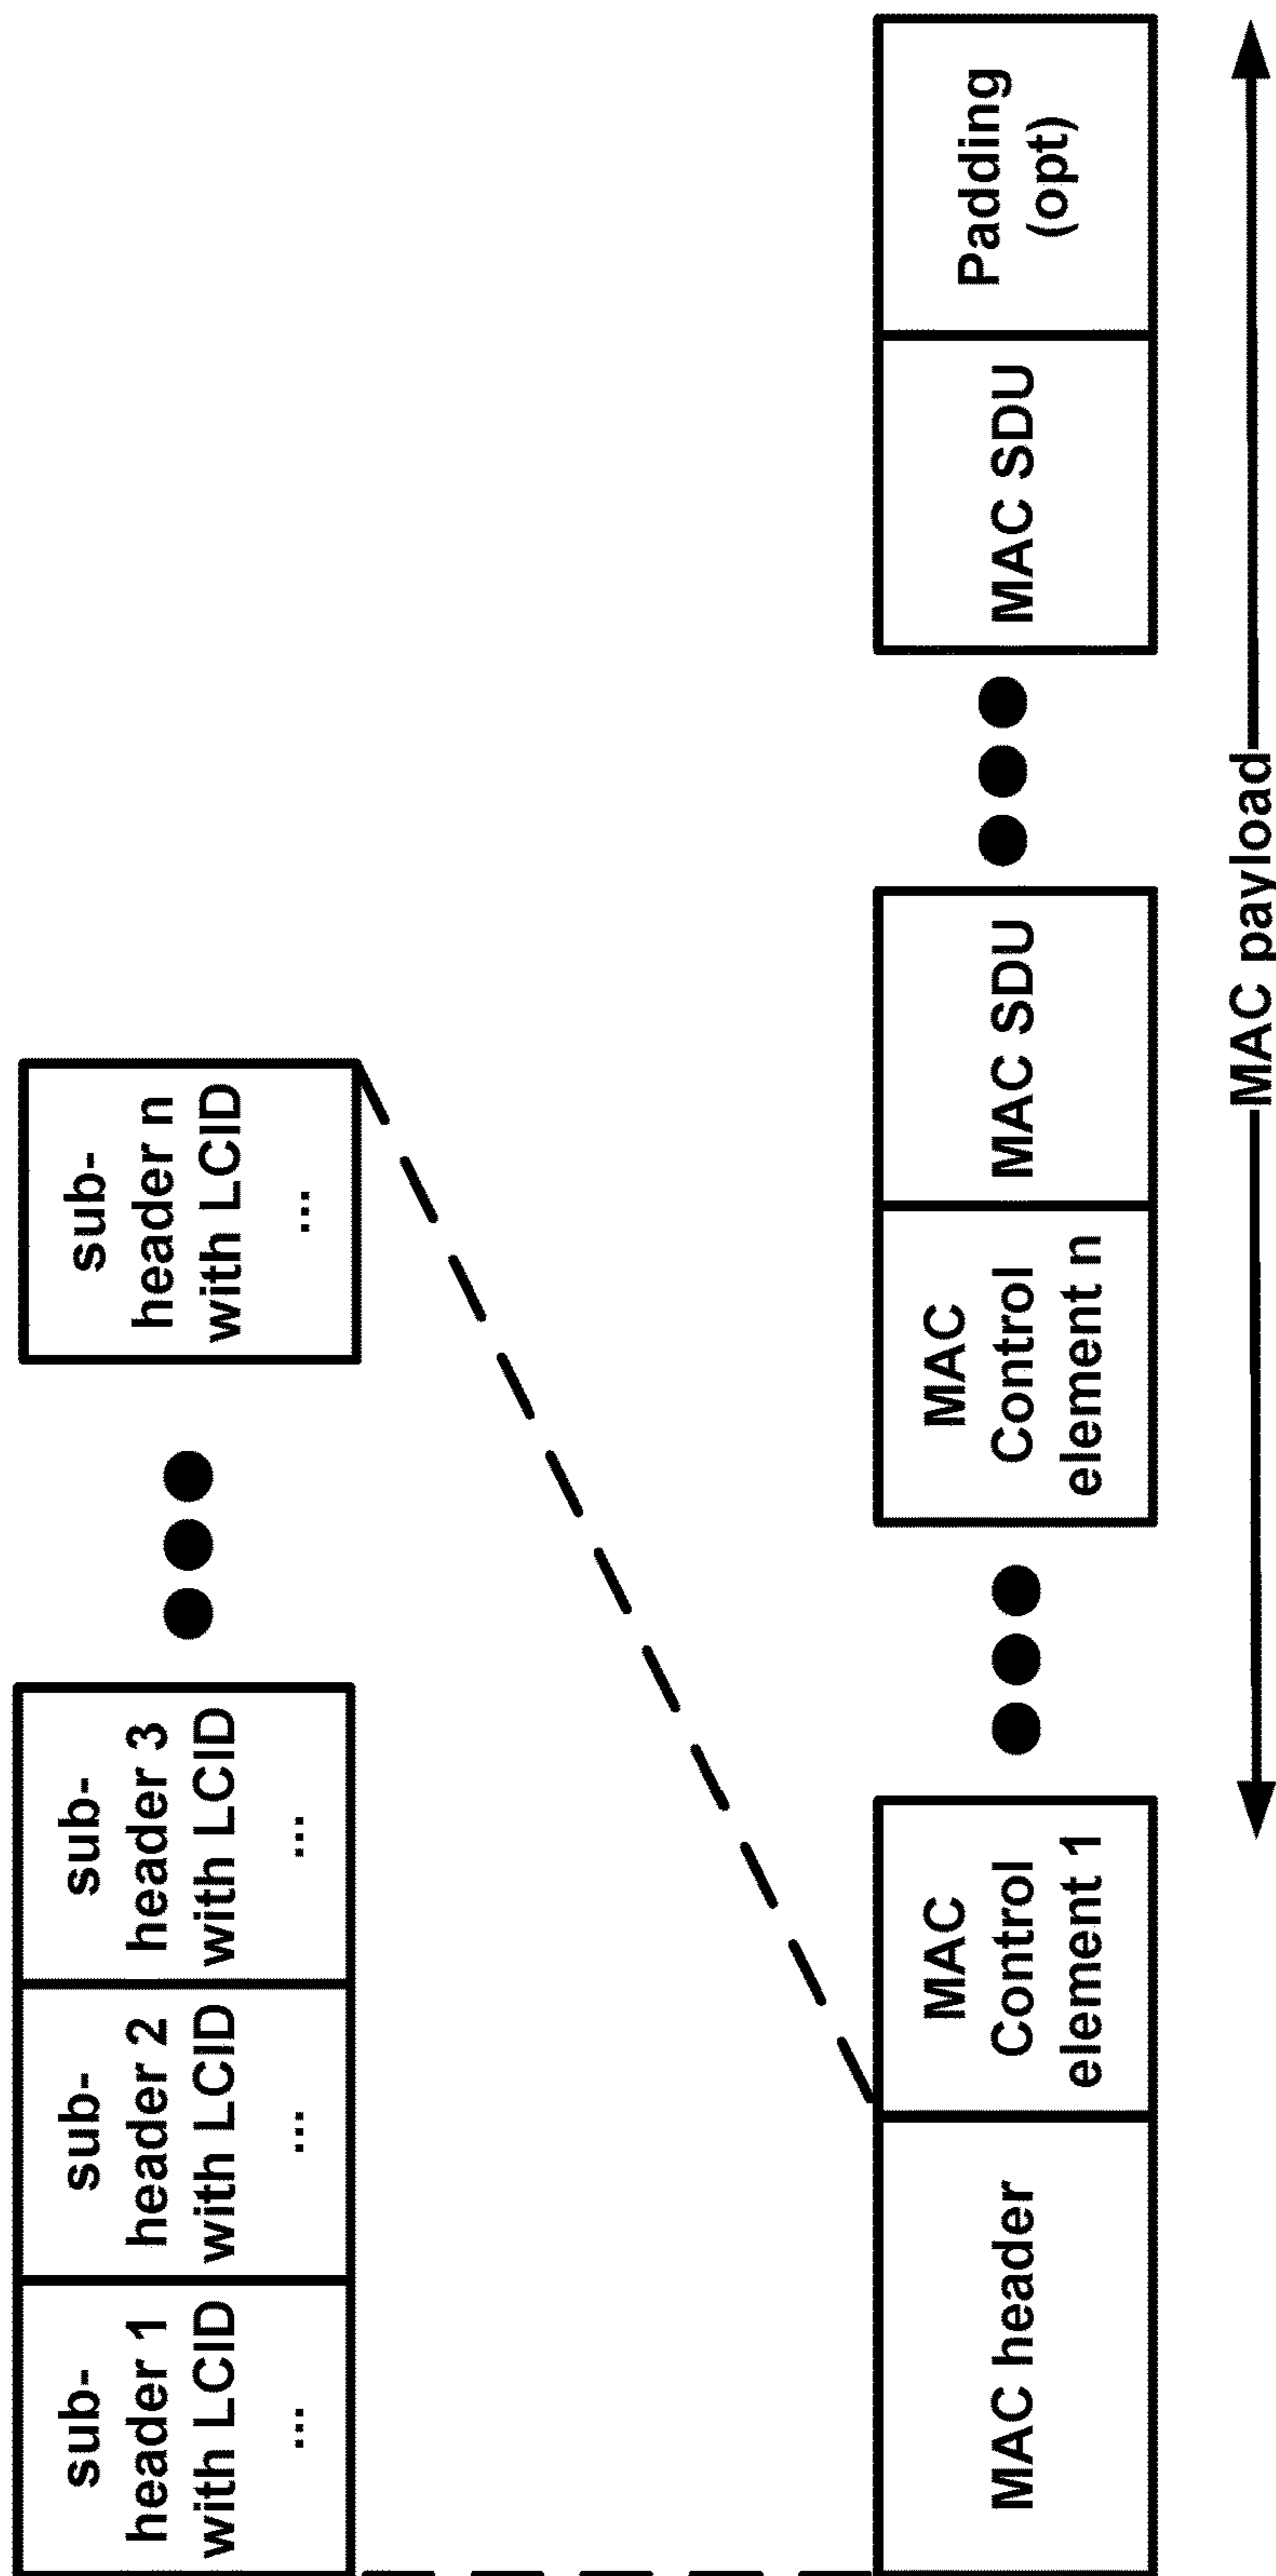 sub-
header 1
with LCID
...
sub-
header 2
with LCID
...
sub-
header 3
with LCID
...
sub-
header n
with LCID
...
MAC header
MAC
Control
element 1
MAC
Control
element n
MAC SDU
MAC SDU
Padding
(opt)
MAC payload